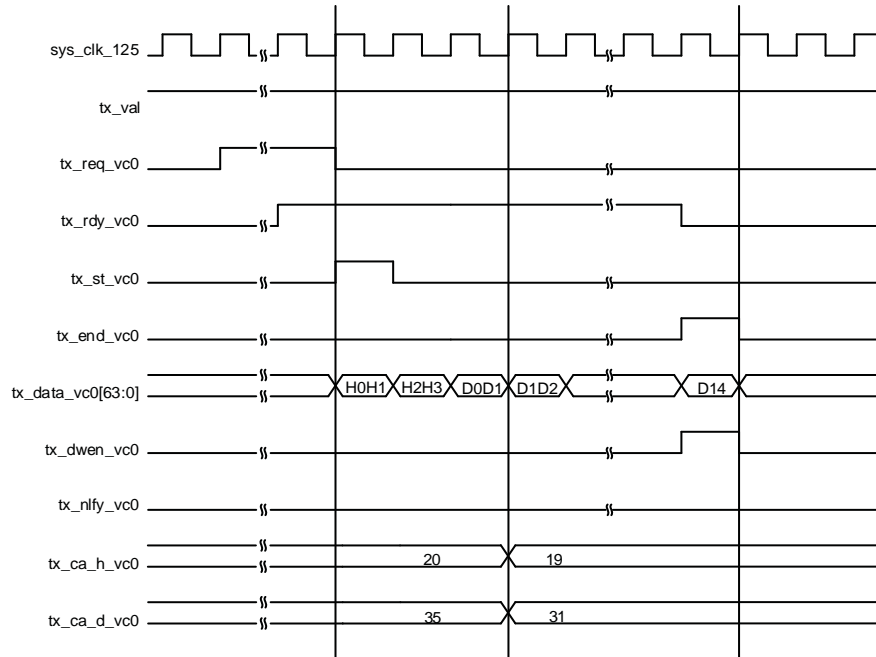 sys_clk_125
tx_val
tx_req_vc0
tx_rdy_vc0
tx_st_vc0
tx_end_vc0
tx_data_vc0[63:0] H0H1 H2H3 D0D1 D1D2 D14
tx_dwen_vc0
tx_nlfy_vc0
tx_ca_h_vc0 20 19
tx_ca_d_vc0 35 31